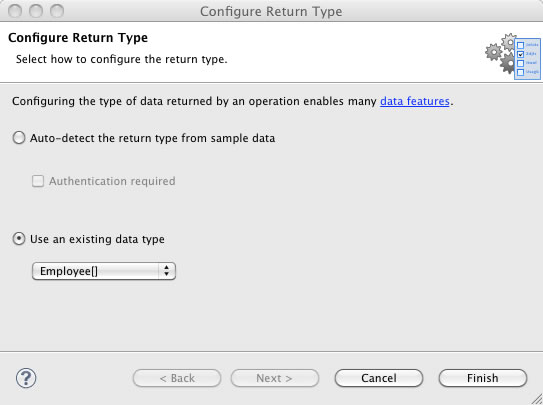 Configure Return Type
Configure Return Type
Select how to configure the return type.
Configuring the type of data returned by an operation enables many data features.
Auto-detect the return type from sample data
Authentication required
Use an existing data type
Employee[]
?
< Back
Next >
Cancel
Finish